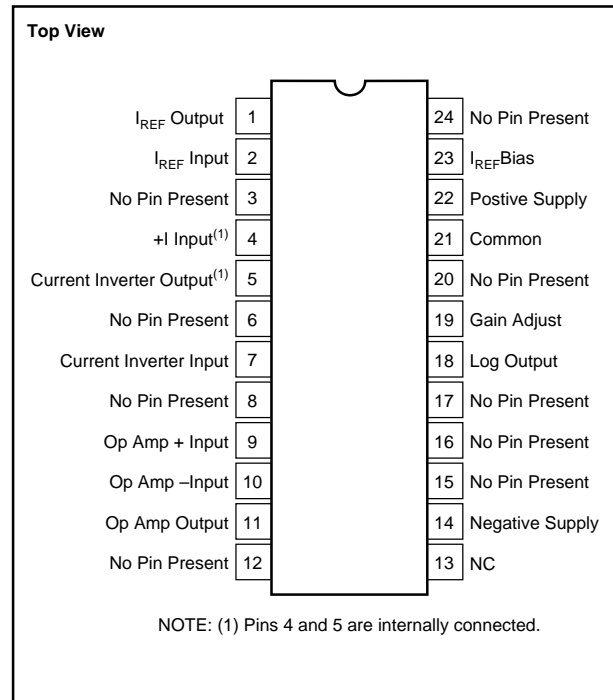 Top View
I_REF Output 1
I_REF Input 2
No Pin Present 3
+I Input(1) 4
Current Inverter Output(1) 5
No Pin Present 6
Current Inverter Input 7
No Pin Present 8
Op Amp + Input 9
Op Amp –Input 10
Op Amp Output 11
No Pin Present 12
24 No Pin Present
23 I_REFBias
22 Postive Supply
21 Common
20 No Pin Present
19 Gain Adjust
18 Log Output
17 No Pin Present
16 No Pin Present
15 No Pin Present
14 Negative Supply
13 NC
NOTE: (1) Pins 4 and 5 are internally connected.